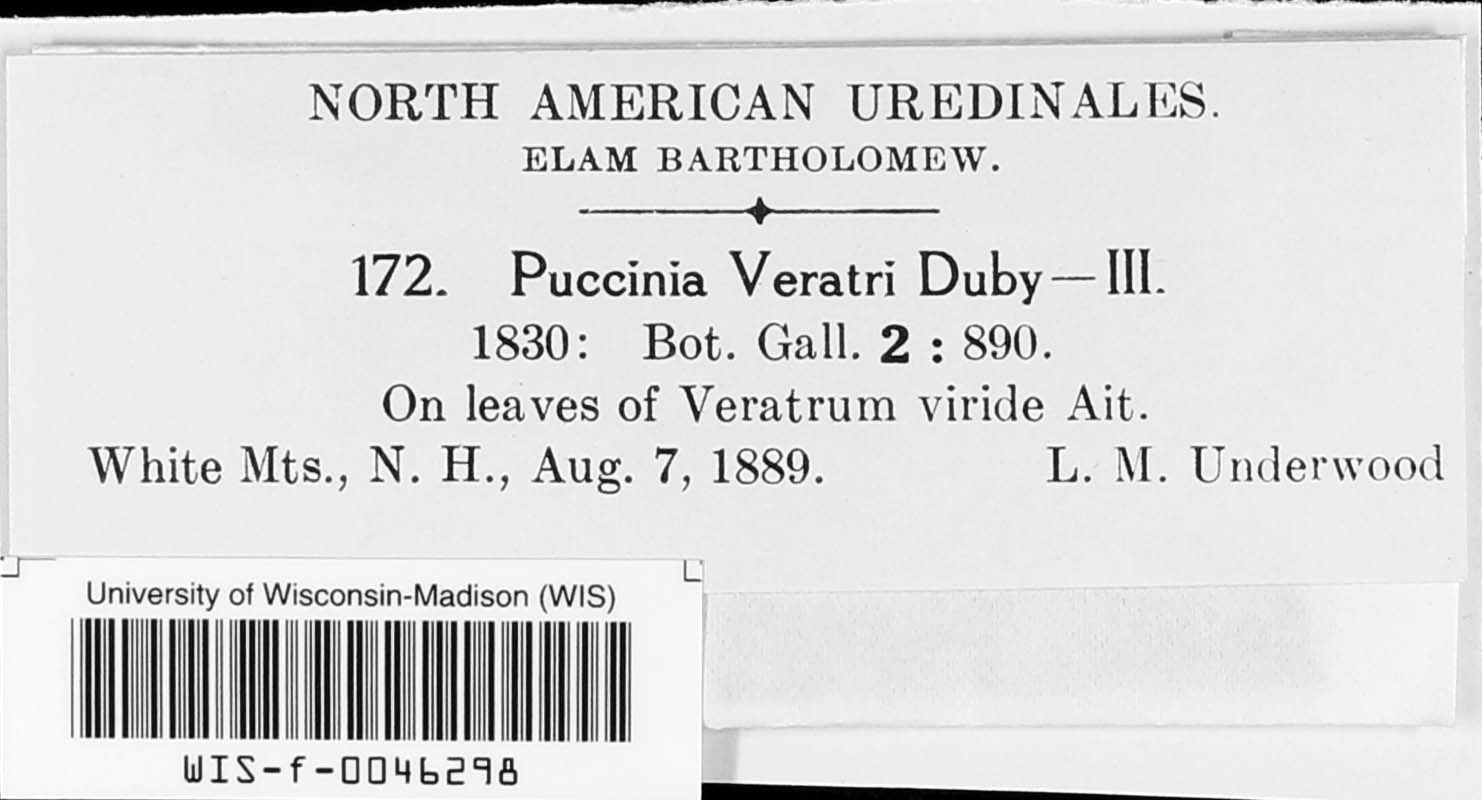 NORTH AMERICAN UREDINALES.
ELAM BARTHOLOMEW.
172. Puccinia Veratri Duby—III.
1830: Bot. Gall. 2 : 890.
On leaves of Veratrum viride Ait.
White Mts., N. H., Aug. 7, 1889. L. M. Underwood
University of Wisconsin-Madison (WIS)
WIS-f-0046298